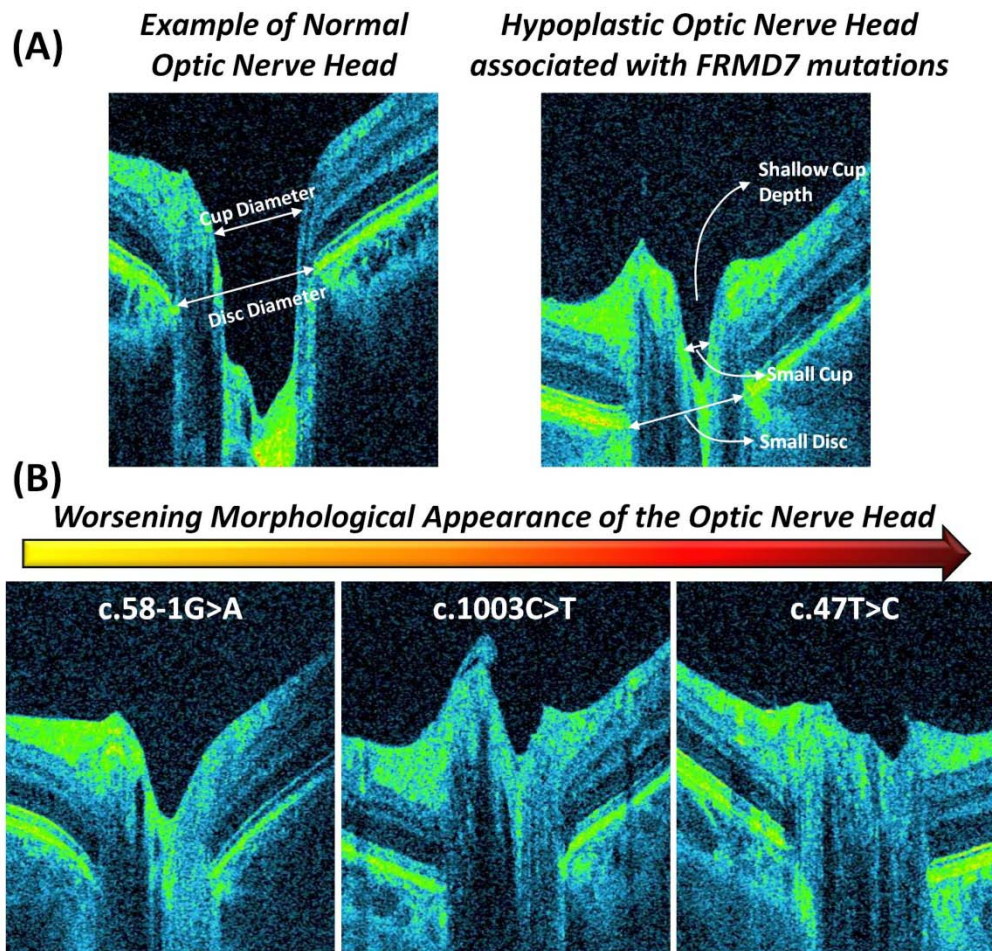 (A)
Example of Normal
Optic Nerve Head
Hypoplastic Optic Nerve Head
associated with FRMD7 mutations
Cup Diameter
Disc Diameter
Shallow Cup
Depth
Small Cup
Small Disc
(B)
Worsening Morphological Appearance of the Optic Nerve Head
c.58-1G>A
c.1003C>T
c.47T>C